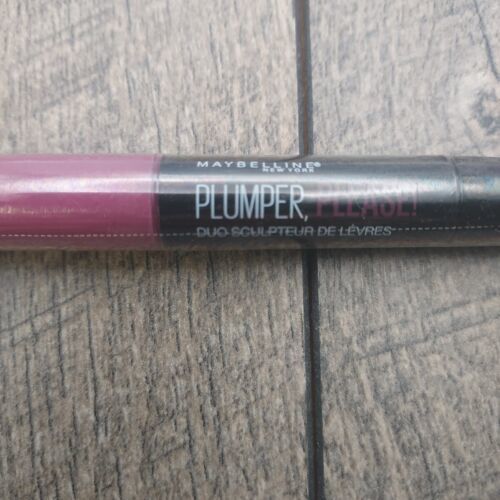 MAYBELLINE®
NEW YORK
PLUMPER, PLEASE!
DUO SCULPTEUR DE LÈVRES